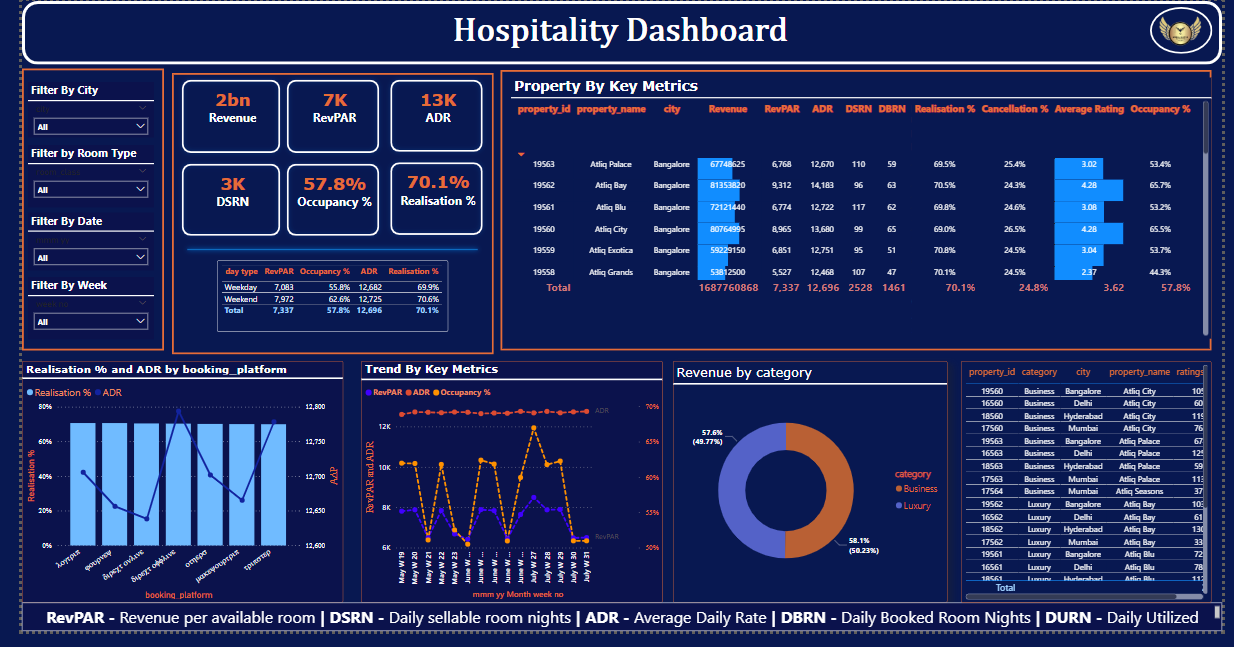 Hospitality Dashboard
Filter By City
All
Filter by Room Type
All
Filter By Date
All
Filter By Week
All
2bn
Revenue
7K
RevPAR
13K
ADR
3K
DSRN
57.8%
Occupancy %
70.1%
Realisation %
day type RevPAR Occupancy % ADR Realisation %
Weekday 7,083 55.8% 12,682 69.9%
Weekend 7,972 62.6% 12,725 70.6%
Total 7,337 57.8% 12,696 70.1%
Property By Key Metrics
property_id property_name city Revenue RevPAR ADR DSRN DBRN Realisation % Cancellation % Average Rating Occupancy %
19563 Atliq Palace Bangalore 67748625 6,768 12,670 110 59 69.5% 25.4% 3.02 53.4%
19562 Atliq Bay Bangalore 81353820 9,312 14,183 96 63 70.5% 24.3% 4.28 65.7%
19561 Atliq Blu Bangalore 72121440 6,774 12,722 117 62 69.8% 24.6% 3.08 53.2%
19560 Atliq City Bangalore 80764995 8,965 13,680 99 65 69.0% 26.5% 4.28 65.5%
19559 Atliq Exotica Bangalore 59229150 6,851 12,751 95 51 70.8% 24.5% 3.04 53.7%
19558 Atliq Grands Bangalore 53812500 5,527 12,468 107 47 70.1% 24.5% 2.37 44.3%
Total 1687760868 7,337 12,696 2528 1461 70.1% 24.8% 3.62 57.8%
Realisation % and ADR by booking_platform
Realisation % ADR
80%
60%
40%
20%
0%
Realisation %
12,800
12,750
12,700
12,650
12,600
booking_platform
Trend By Key Metrics
RevPAR ADR Occupancy %
RevPAR and ADR
12K
10K
8K
6K
ADR
RevPAR
70%
65%
60%
55%
50%
May W 19
May W 20
May W 21
May W 22
May W 23
June W ...
June W ...
June W ...
June W ...
June W ...
July W 27
July W 28
July W 29
July W 30
July W 31
mmm yy Month week no
Revenue by category
57.6%
(49.77%)
58.1%
(50.23%)
category
Business
Luxury
property_id category city property_name ratings
19560 Business Bangalore Atliq City 105
16560 Business Delhi Atliq City 60
18560 Business Hyderabad Atliq City 119
17560 Business Mumbai Atliq City 76
19563 Business Bangalore Atliq Palace 67
16563 Business Delhi Atliq Palace 125
18563 Business Hyderabad Atliq Palace 59
17563 Business Mumbai Atliq Palace 113
17564 Business Mumbai Atliq Seasons 37
19562 Luxury Bangalore Atliq Bay 103
16562 Luxury Delhi Atliq Bay 61
18562 Luxury Hyderabad Atliq Bay 130
17562 Luxury Mumbai Atliq Bay 33
19561 Luxury Bangalore Atliq Blu 72
16561 Luxury Delhi Atliq Blu 78
18561 Luxury Hyderabad Atliq Blu
Total
RevPAR - Revenue per available room | DSRN - Daily sellable room nights | ADR - Average Daily Rate | DBRN - Daily Booked Room Nights | DURN - Daily Utilized